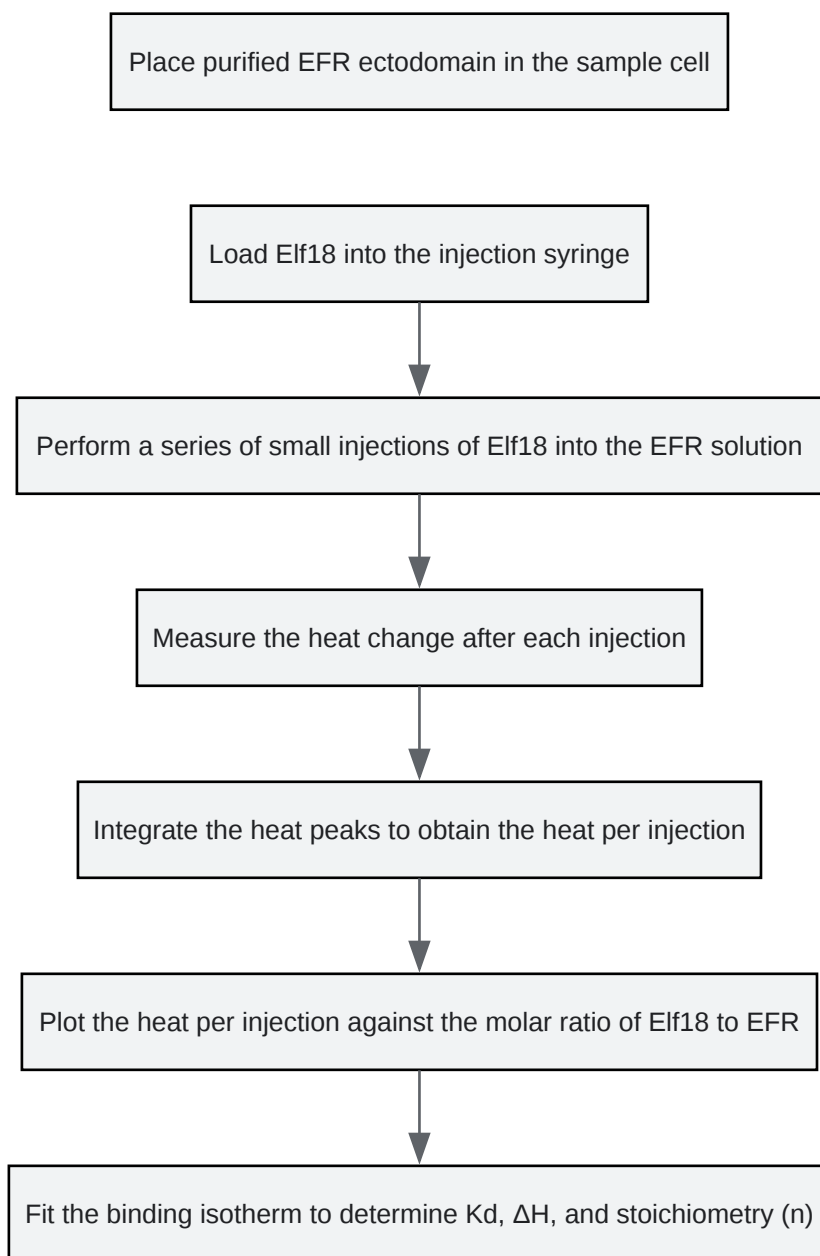 Place purified EFR ectodomain in the sample cell
Load Elf18 into the injection syringe
Perform a series of small injections of Elf18 into the EFR solution
Measure the heat change after each injection
Integrate the heat peaks to obtain the heat per injection
Plot the heat per injection against the molar ratio of Elf18 to EFR
Fit the binding isotherm to determine Kd, ΔH, and stoichiometry (n)